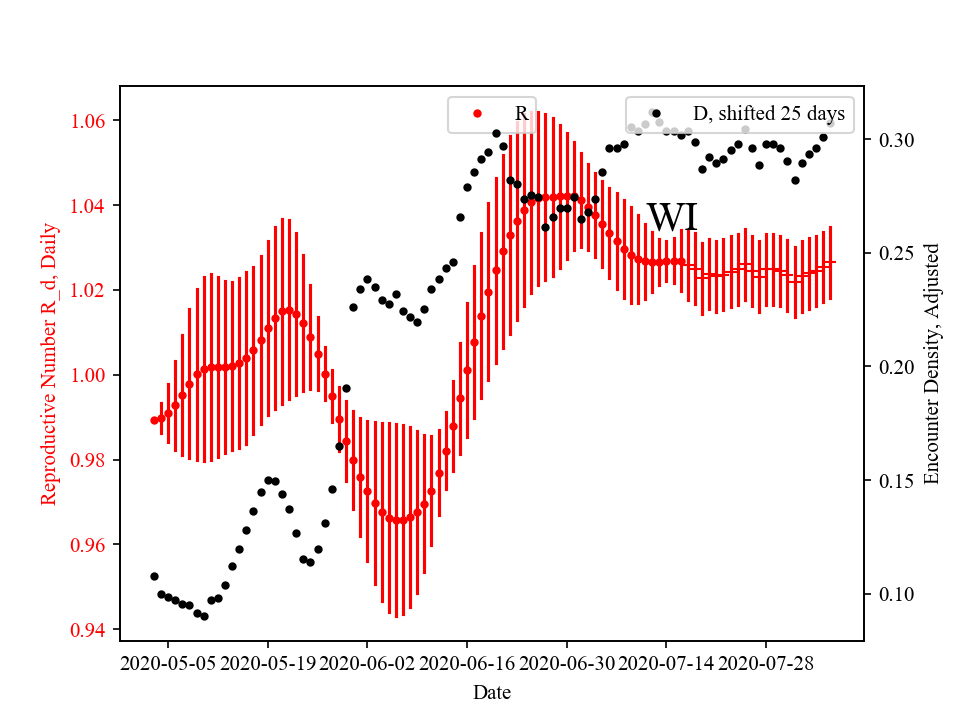 R
D, shifted 25 days
1.06
1.04
1.02
1.00
0.98
0.96
0.94
Reproductive Number R_d, Daily
WI
0.30
0.25
0.20
0.15
0.10
Encounter Density, Adjusted
2020-05-05 2020-05-19 2020-06-02 2020-06-16 2020-06-30 2020-07-14 2020-07-28
Date